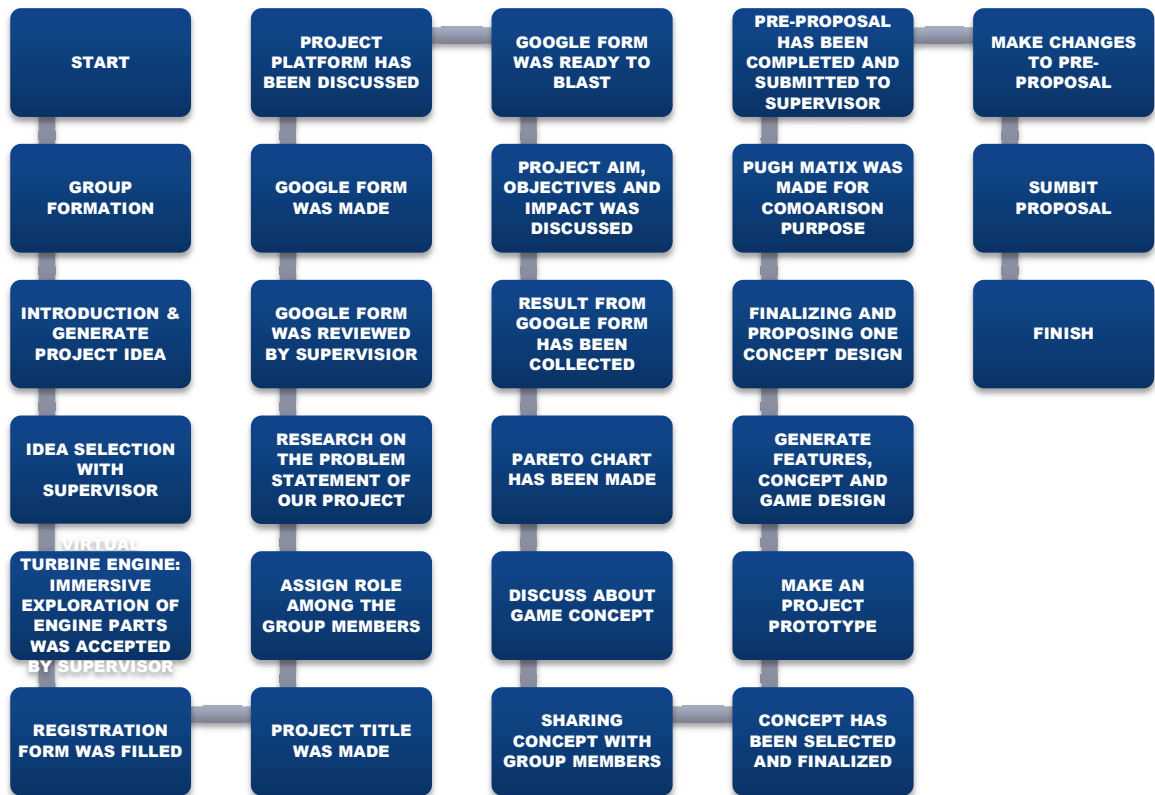 START
GROUP
FORMATION
INTRODUCTION &
GENERATE
PROJECT IDEA
IDEA SELECTION
WITH
SUPERVISOR
VIRTUAL
TURBINE ENGINE:
IMMERSIVE
EXPLORATION OF
ENGINE PARTS
WAS ACCEPTED
BY SUPERVISOR
REGISTRATION
FORM WAS FILLED
PROJECT TITLE
WAS MADE
ASSIGN ROLE
AMONG THE
GROUP MEMBERS
RESEARCH ON
THE PROBLEM
STATEMENT OF
OUR PROJECT
GOOGLE FORM
WAS REVIEWED
BY SUPERVISIOR
GOOGLE FORM
WAS MADE
PROJECT
PLATFORM HAS
BEEN DISCUSSED
GOOGLE FORM
WAS READY TO
BLAST
PROJECT AIM,
OBJECTIVES AND
IMPACT WAS
DISCUSSED
RESULT FROM
GOOGLE FORM
HAS BEEN
COLLECTED
PARETO CHART
HAS BEEN MADE
DISCUSS ABOUT
GAME CONCEPT
SHARING
CONCEPT WITH
GROUP MEMBERS
CONCEPT HAS
BEEN SELECTED
AND FINALIZED
MAKE AN
PROJECT
PROTOTYPE
GENERATE
FEATURES,
CONCEPT AND
GAME DESIGN
FINALIZING AND
PROPOSING ONE
CONCEPT DESIGN
PUGH MATIX WAS
MADE FOR
COMOARISON
PURPOSE
PRE-PROPOSAL
HAS BEEN
COMPLETED AND
SUBMITTED TO
SUPERVISOR
MAKE CHANGES
TO PRE-
PROPOSAL
SUMBIT
PROPOSAL
FINISH